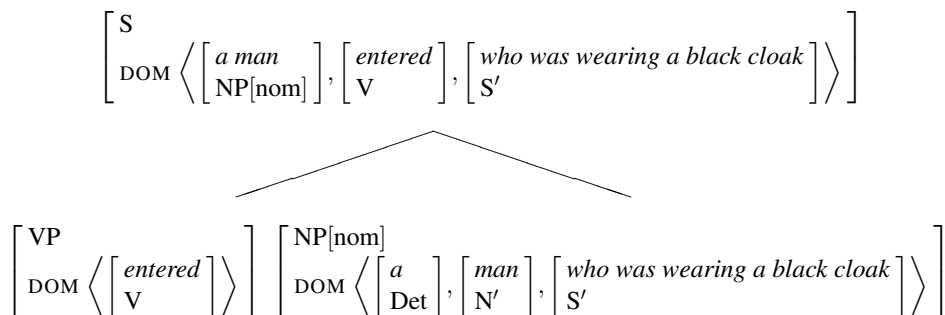 S
DOM ⟨[a man NP[nom]], [entered V], [who was wearing a black cloak S′]⟩
VP
DOM ⟨[entered V]⟩
NP[nom]
DOM ⟨[a Det], [man N′], [who was wearing a black cloak S′]⟩